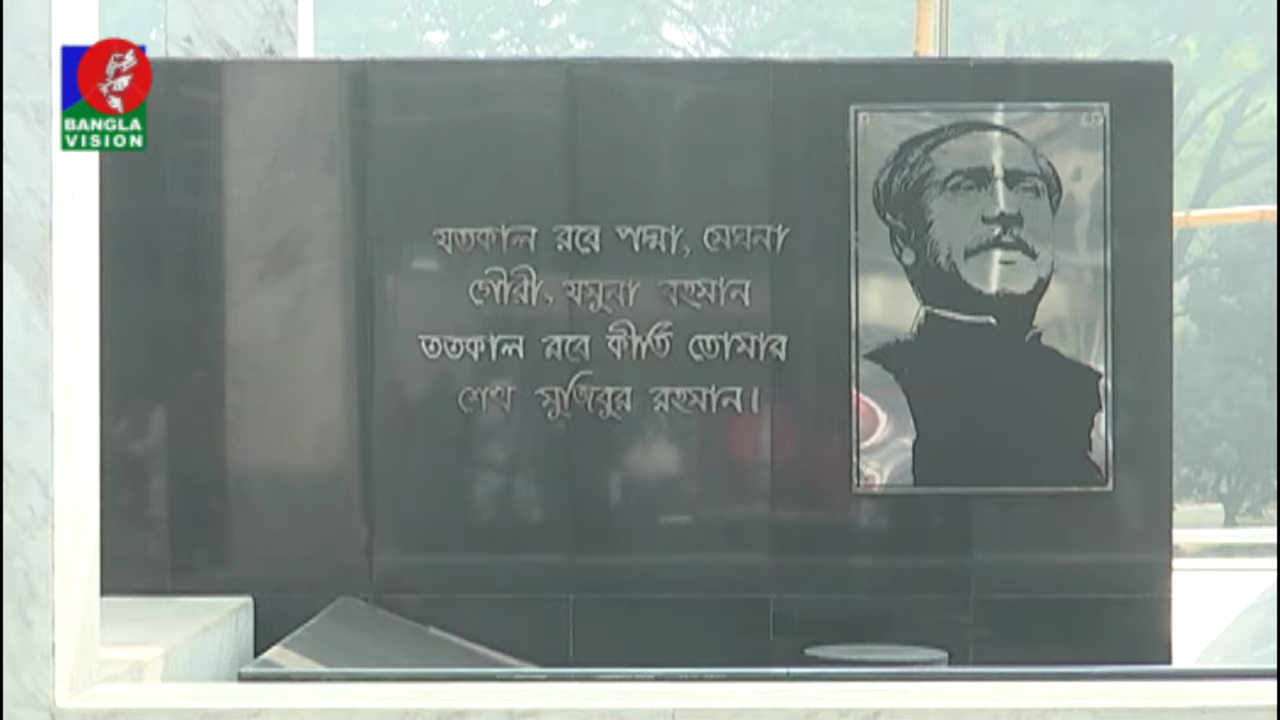 BANGLA
VISION
যতকাল রবে পদ্মা, মেঘনা
গৌরী, যমুনা বহমান
ততকাল রবে কীর্তি তোমার
শেখ মুজিবুর রহমান।